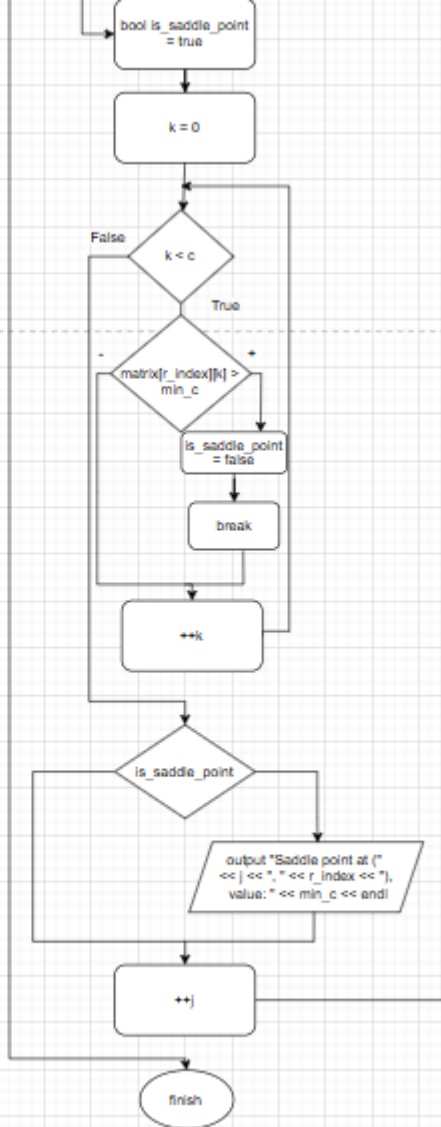 bool is_saddle_point
= true
k = 0
False
k < c
True
-
+
matrix[r_index][k] >
min_c
is_saddle_point
= false
break
++k
is_saddle_point
output "Saddle point at ("
<< j << ", " << r_index << "),
value: " << min_c << endl
++j
finish